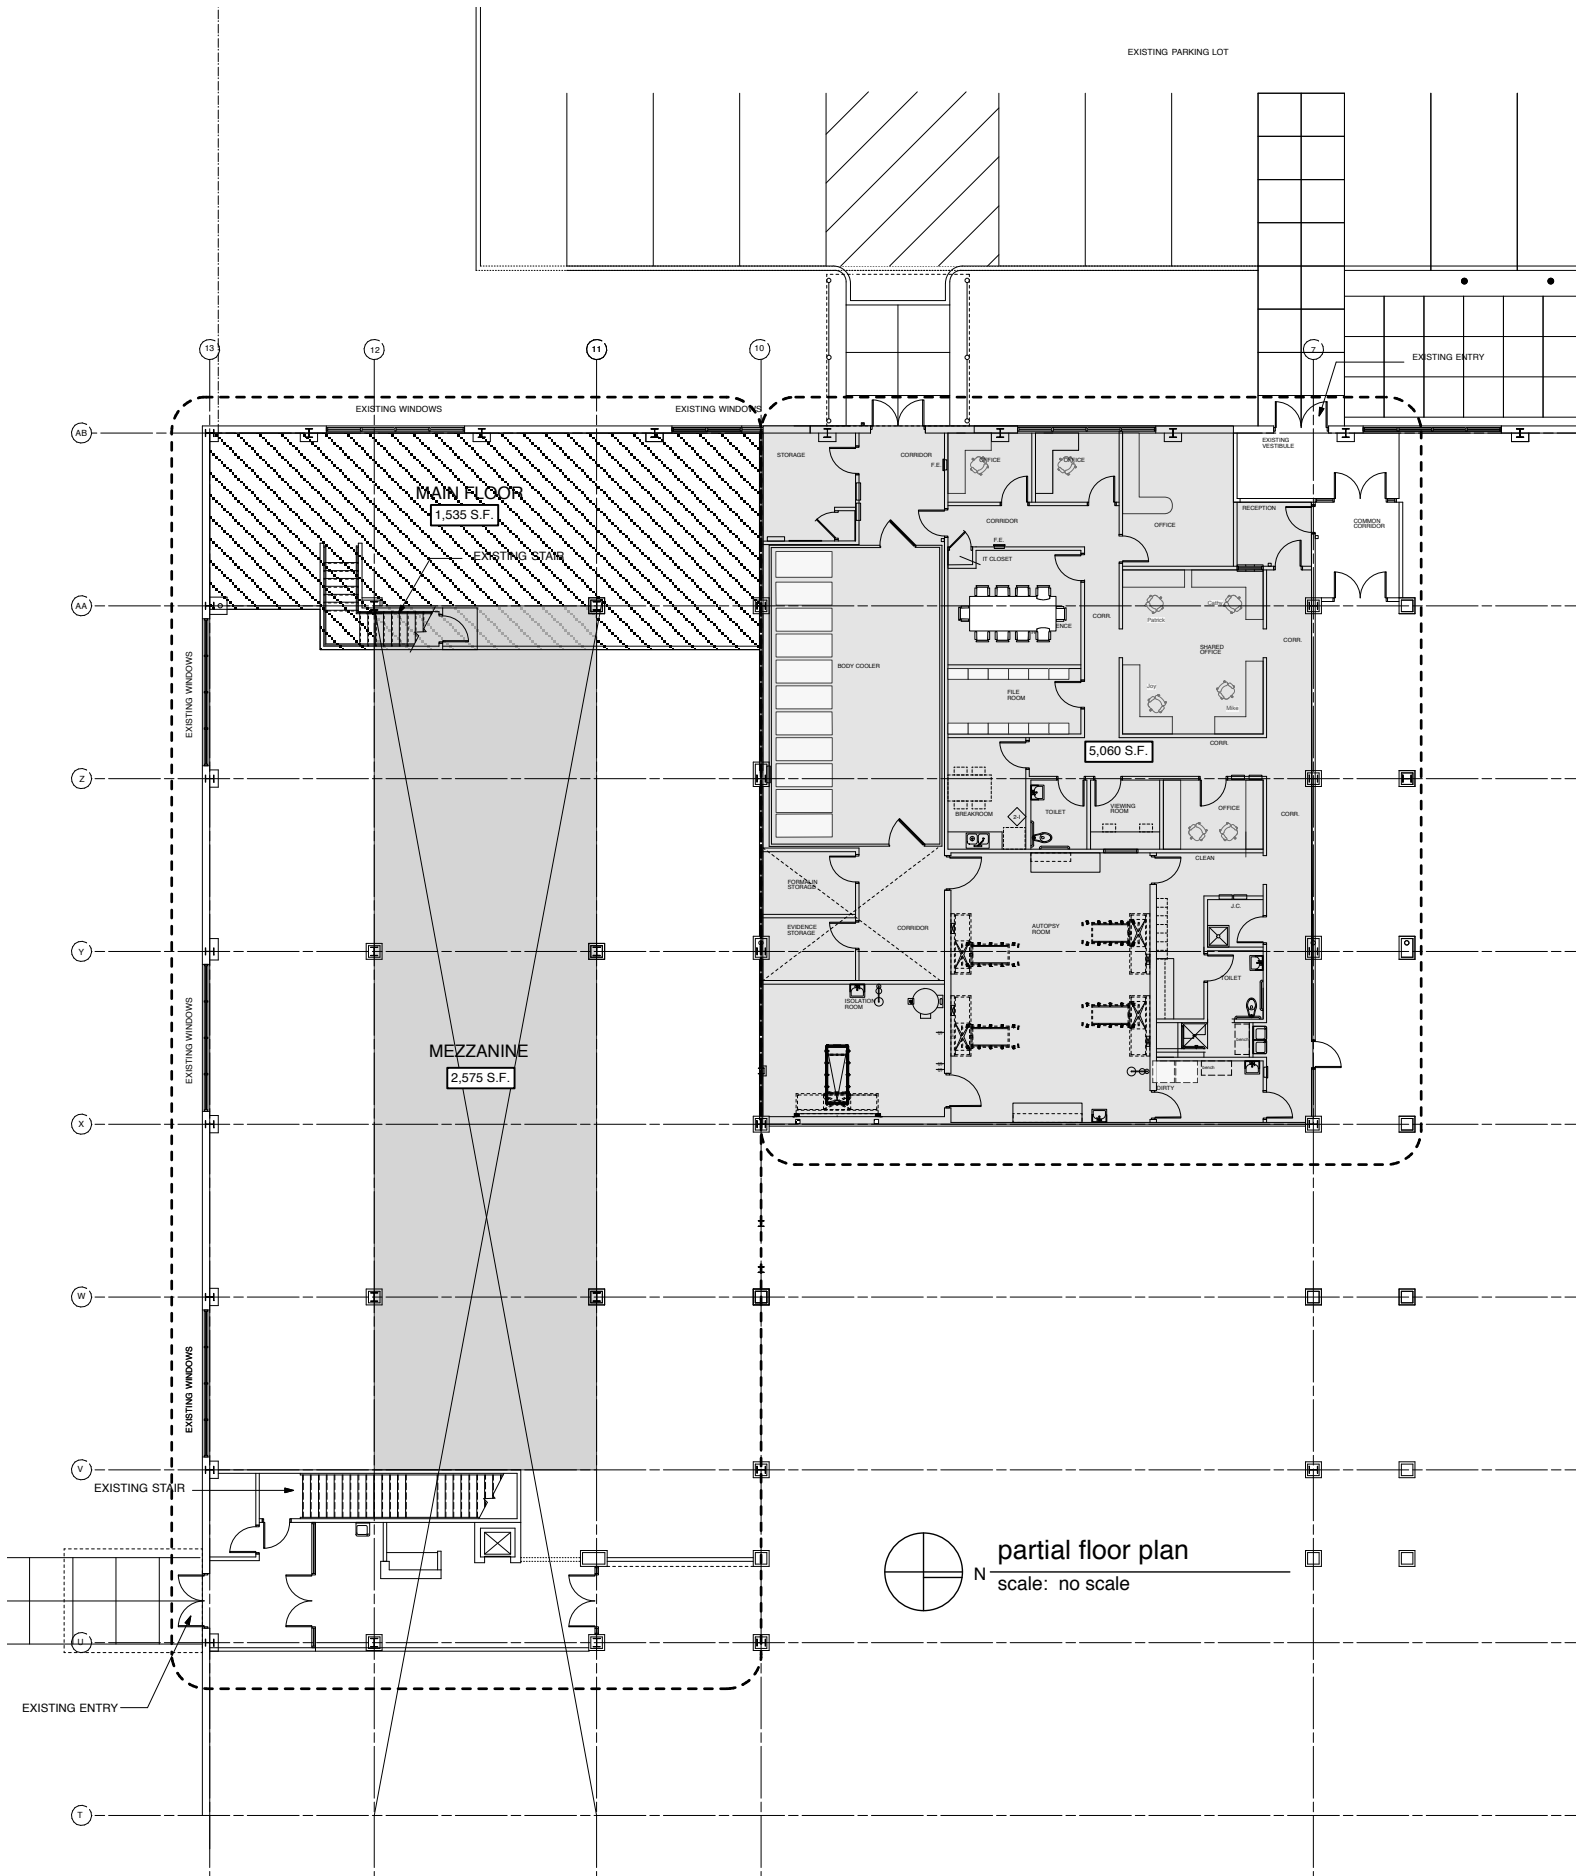 EXISTING PARKING LOT
13
12
11
10
7
EXISTING ENTRY
EXISTING WINDOWS
EXISTING WINDOWS
AB
STORAGE
CORRIDOR
F.E.
OFFICE
OFFICE
EXISTING
VESTIBULE
MAIN FLOOR
1,535 S.F.
CORRIDOR
OFFICE
RECEPTION
COMMON
CORRIDOR
F.E.
EXISTING STAIR
IT CLOSET
AA
Patrick
Cathy
CORR.
ENCE
SHARED
OFFICE
CORR.
EXISTING WINDOWS
BODY COOLER
FILE
ROOM
Joy
Mike
5,060 S.F.
CORR.
Z
BREAKROOM
2-I
TOILET
VIEWING
ROOM
OFFICE
CORR.
CLEAN
FORMALIN
STORAGE
J.C.
EVIDENCE
STORAGE
CORRIDOR
AUTOPSY
ROOM
Y
TOILET
EXISTING WINDOWS
ISOLATION
ROOM
MEZZANINE
2,575 S.F.
bench
DIRTY
X
W
EXISTING WINDOWS
V
EXISTING STAIR
partial floor plan
N
scale: no scale
U
EXISTING ENTRY
T